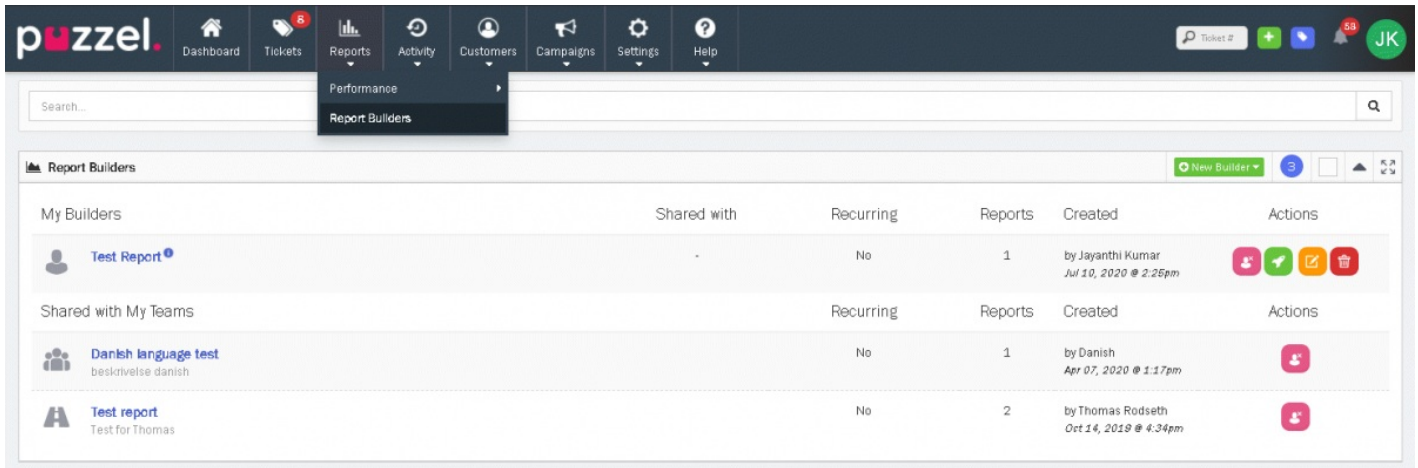 puzzel.
Dashboard
Tickets
8
Reports
Activity
Customers
Campaigns
Settings
Help
Ticket #
58
JK
Performance
Report Builders
Search...
Report Builders
New Builder
3
My Builders Shared with Recurring Reports Created Actions
Test Report - No 1 by Jayanthi Kumar
Jul 10, 2020 @ 2:25pm
Shared with My Teams Recurring Reports Created Actions
Danish language test No 1 by Danish
beskrivelse danish Apr 07, 2020 @ 1:17pm
Test report No 2 by Thomas Rodseth
Test for Thomas Oct 14, 2019 @ 4:34pm